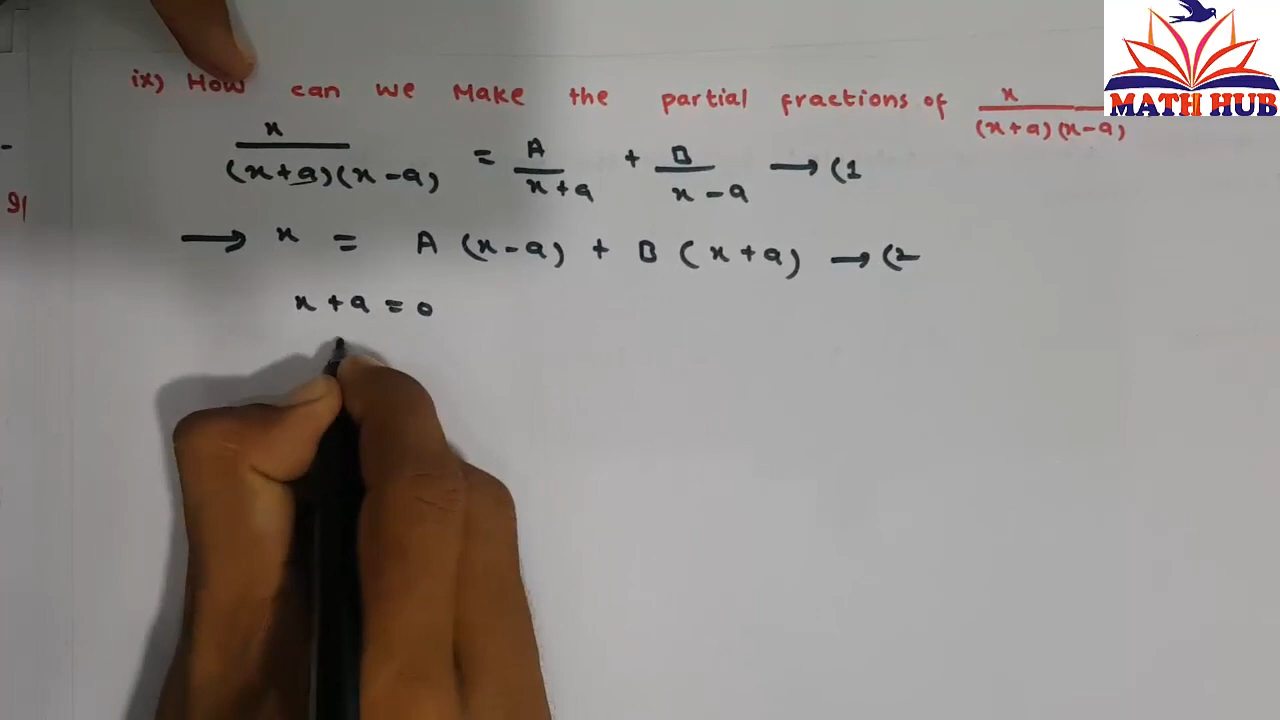 MATH HUB
ix) How can we Make the partial fractions of x / (x+a)(x-a)
x / (x+a)(x-a) = A / x+a + B / x-a → (1
→ x = A (x-a) + B (x+a) → (2
x + a = 0